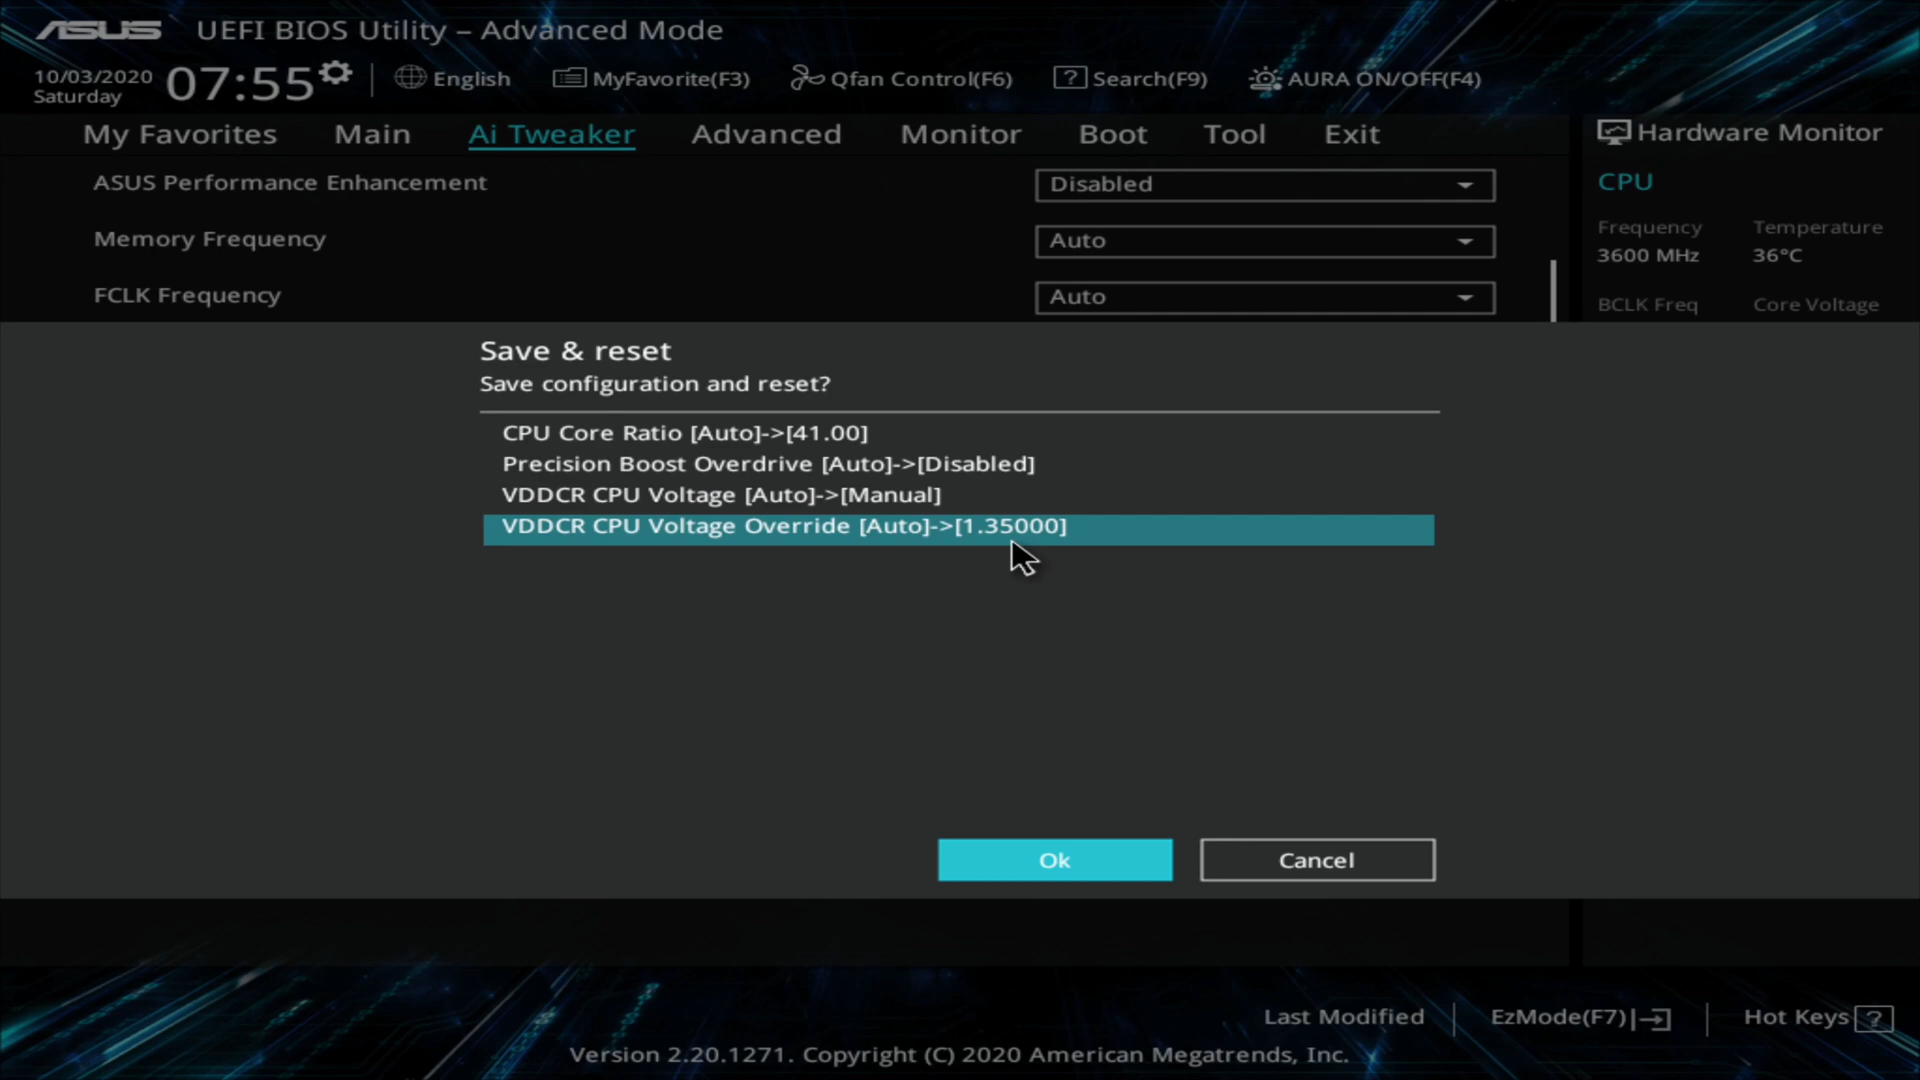 ASUS UEFI BIOS Utility – Advanced Mode
10/03/2020
Saturday
07:55
English
MyFavorite(F3)
Qfan Control(F6)
? Search(F9)
AURA ON/OFF(F4)
My Favorites Main Ai Tweaker Advanced Monitor Boot Tool Exit
Hardware Monitor
ASUS Performance Enhancement Disabled
Memory Frequency Auto
FCLK Frequency Auto
CPU
Frequency Temperature
3600 MHz 36°C
BCLK Freq Core Voltage
Save & reset
Save configuration and reset?
CPU Core Ratio [Auto]->[41.00]
Precision Boost Overdrive [Auto]->[Disabled]
VDDCR CPU Voltage [Auto]->[Manual]
VDDCR CPU Voltage Override [Auto]->[1.35000]
Ok Cancel
Last Modified EzMode(F7) Hot Keys ?
Version 2.20.1271. Copyright (C) 2020 American Megatrends, Inc.